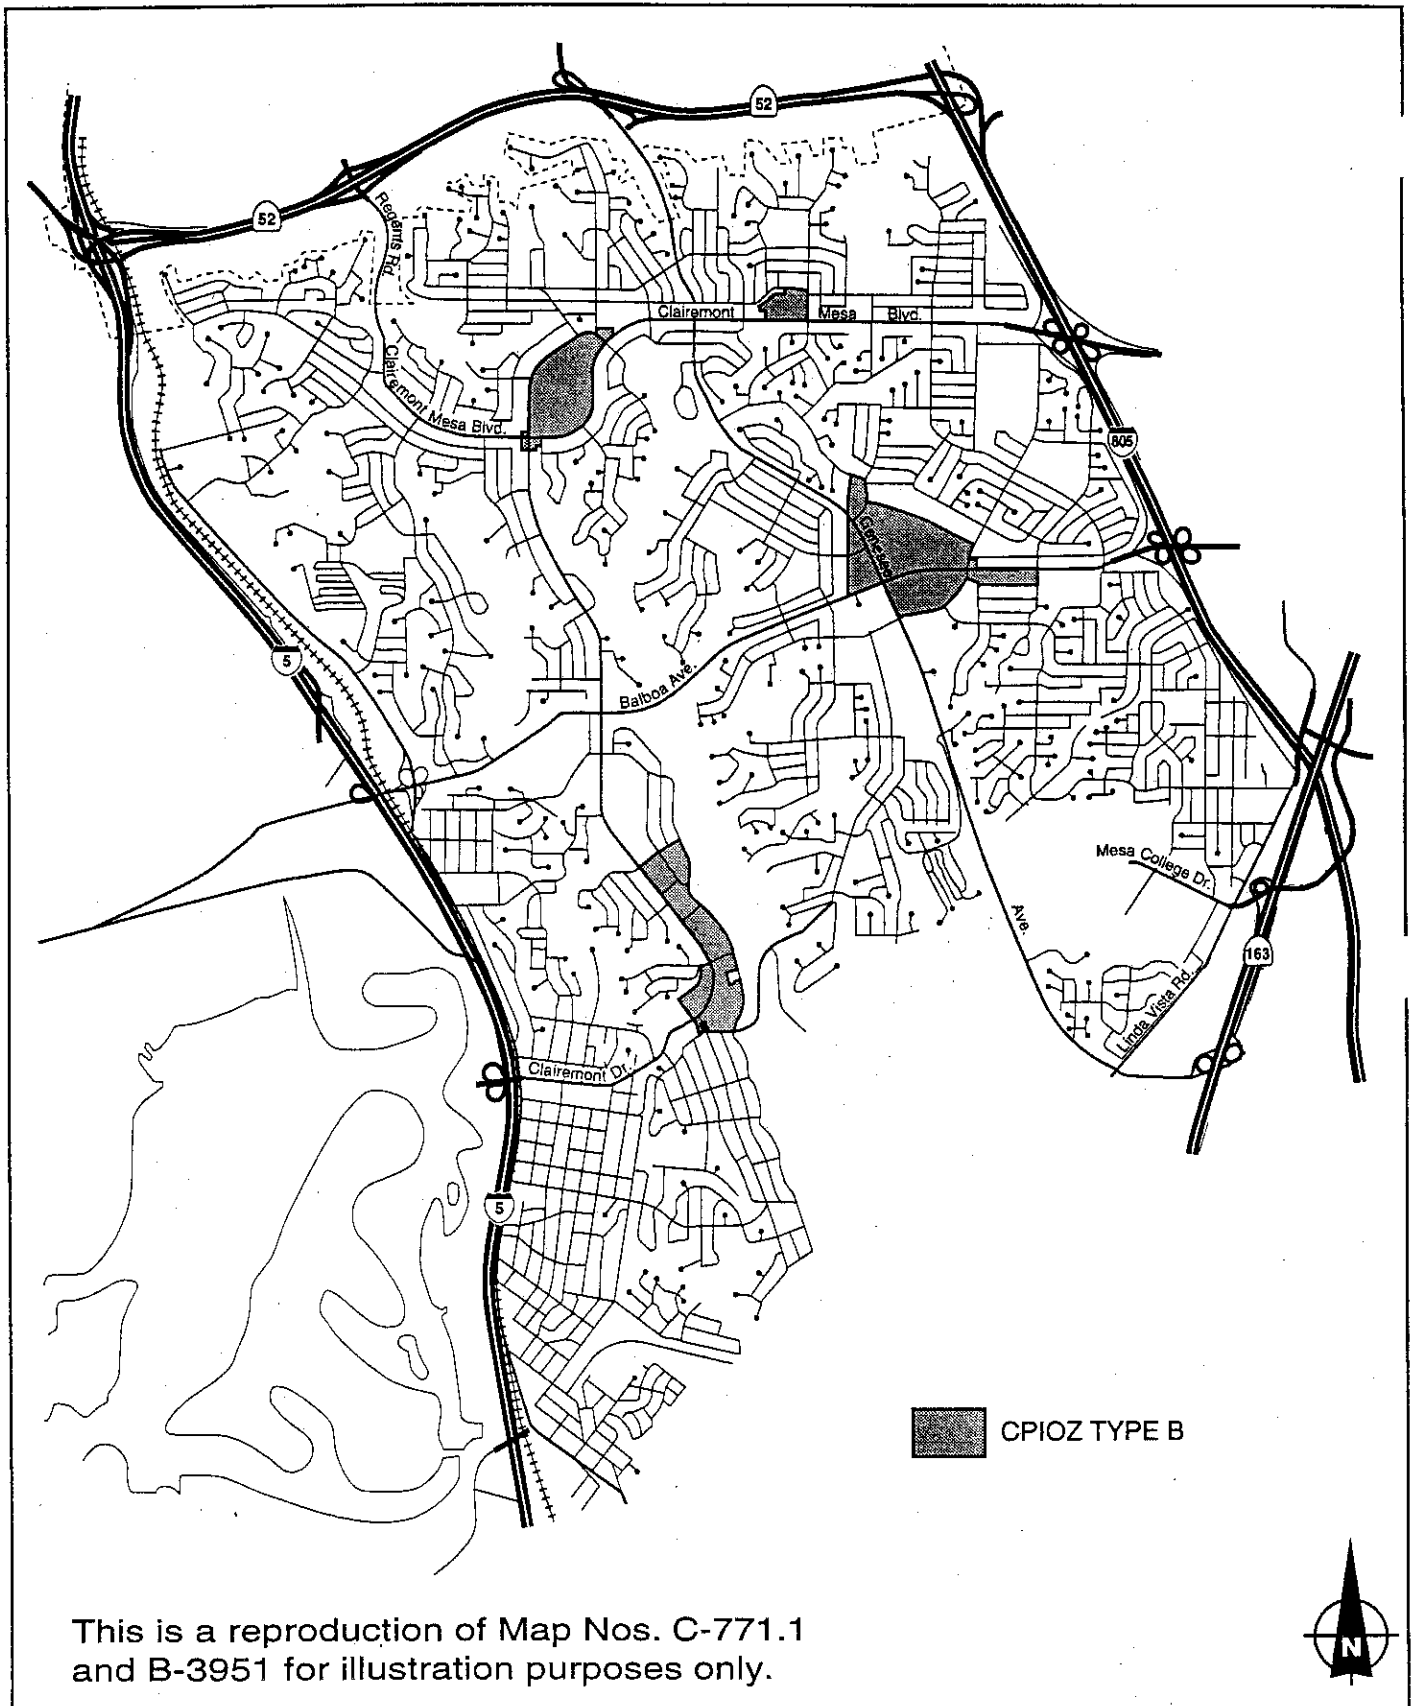 52
52
Regents Rd.
Clairemont Mesa Blvd.
Clairemont Mesa Blvd.
805
Genesee
5
Balboa Ave.
Mesa College Dr.
Ave.
163
Linda Vista Rd.
Clairemont Dr.
5
CPIOZ TYPE B
This is a reproduction of Map Nos. C-771.1
and B-3951 for illustration purposes only.
N